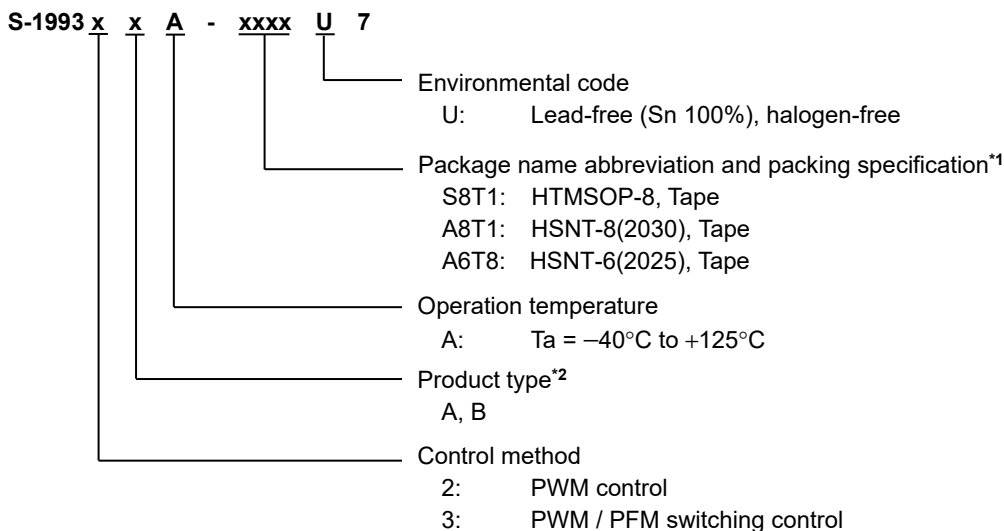 S-1993 x x A - xxxx U 7
Environmental code
U: Lead-free (Sn 100%), halogen-free
Package name abbreviation and packing specification*1
S8T1: HTMSOP-8, Tape
A8T1: HSNT-8(2030), Tape
A6T8: HSNT-6(2025), Tape
Operation temperature
A: Ta = −40°C to +125°C
Product type*2
A, B
Control method
2: PWM control
3: PWM / PFM switching control